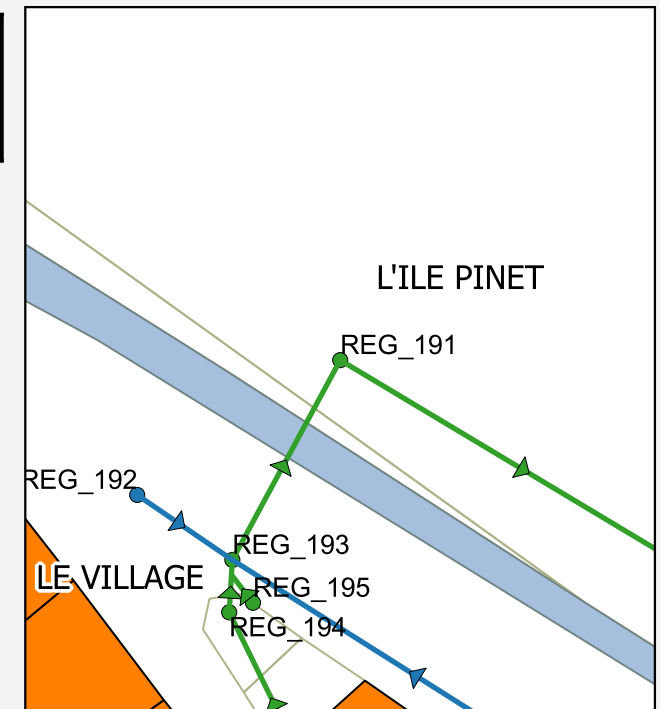 L'ILE PINET
REG_191
REG_192
REG_193
LE VILLAGE
REG_195
REG_194